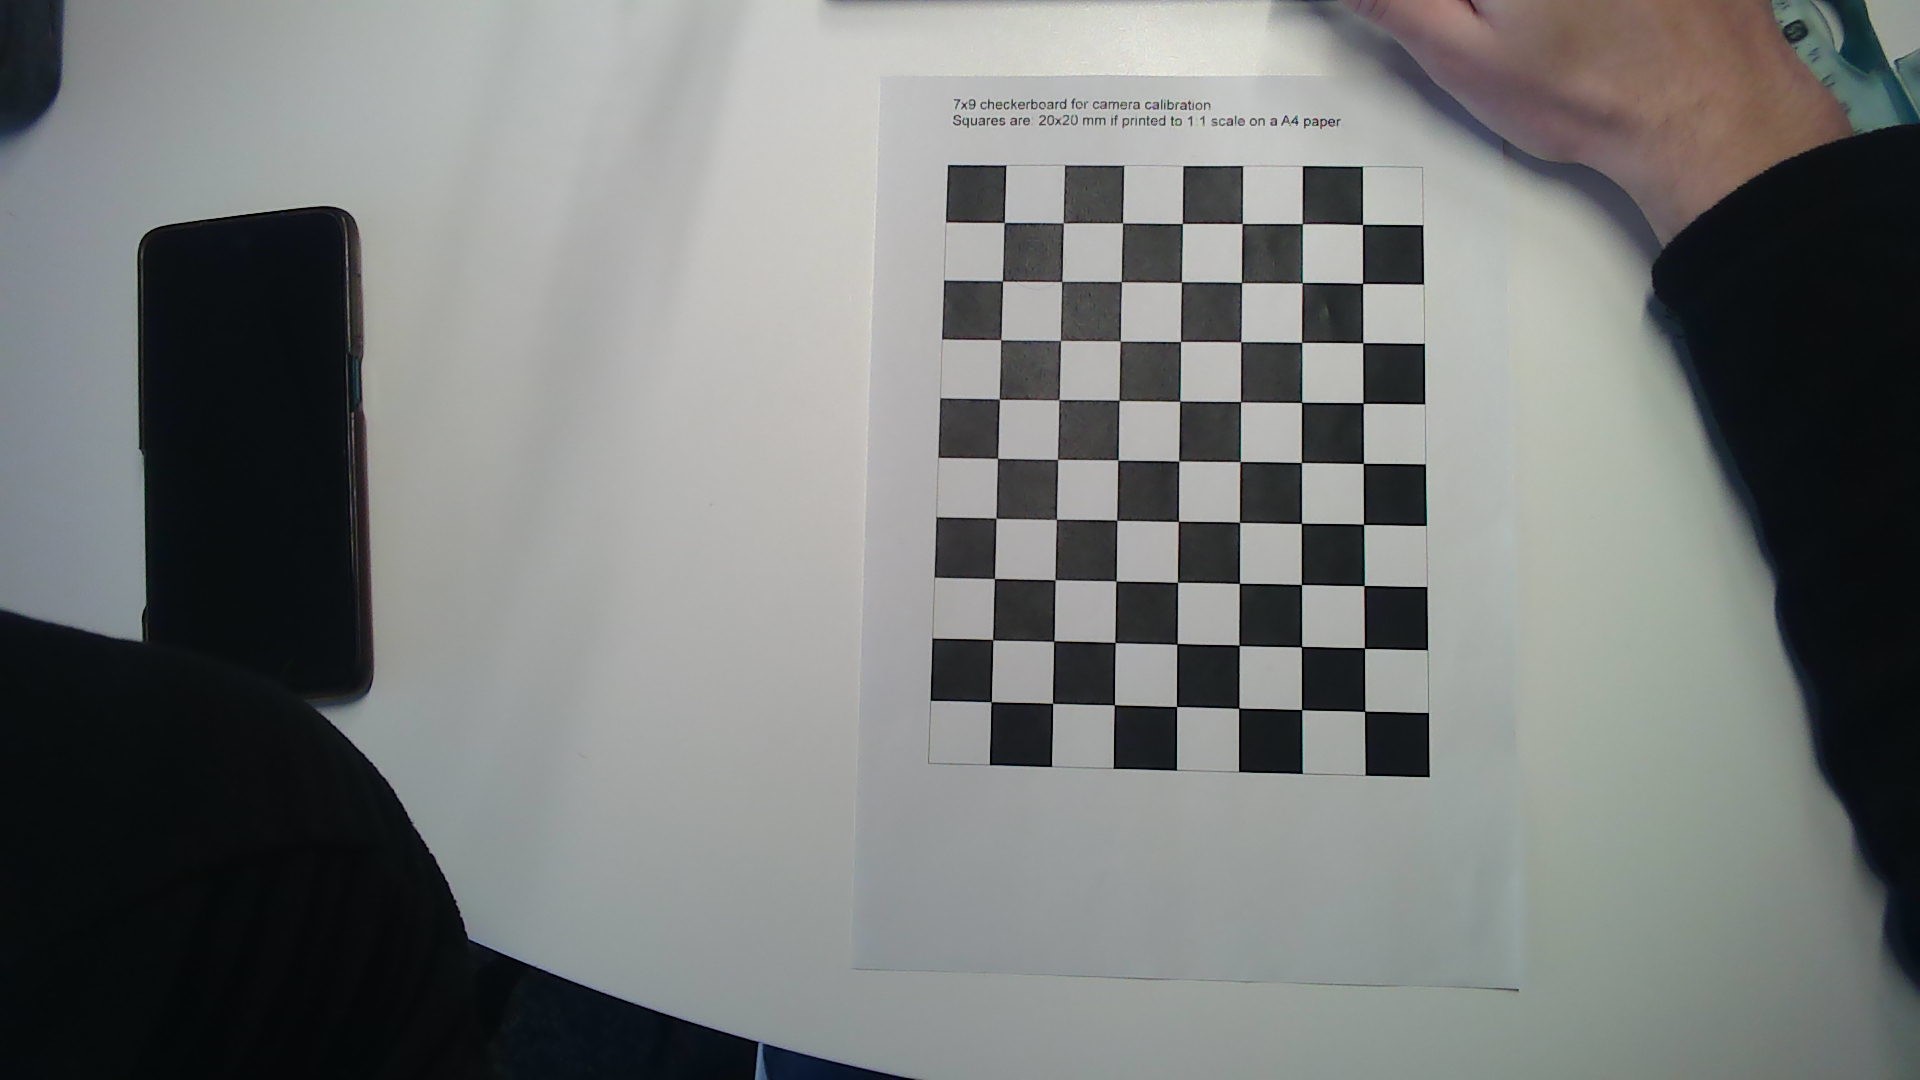 7x9 checkerboard for camera calibration
Squares are: 20x20 mm if printed to 1:1 scale on a A4 paper